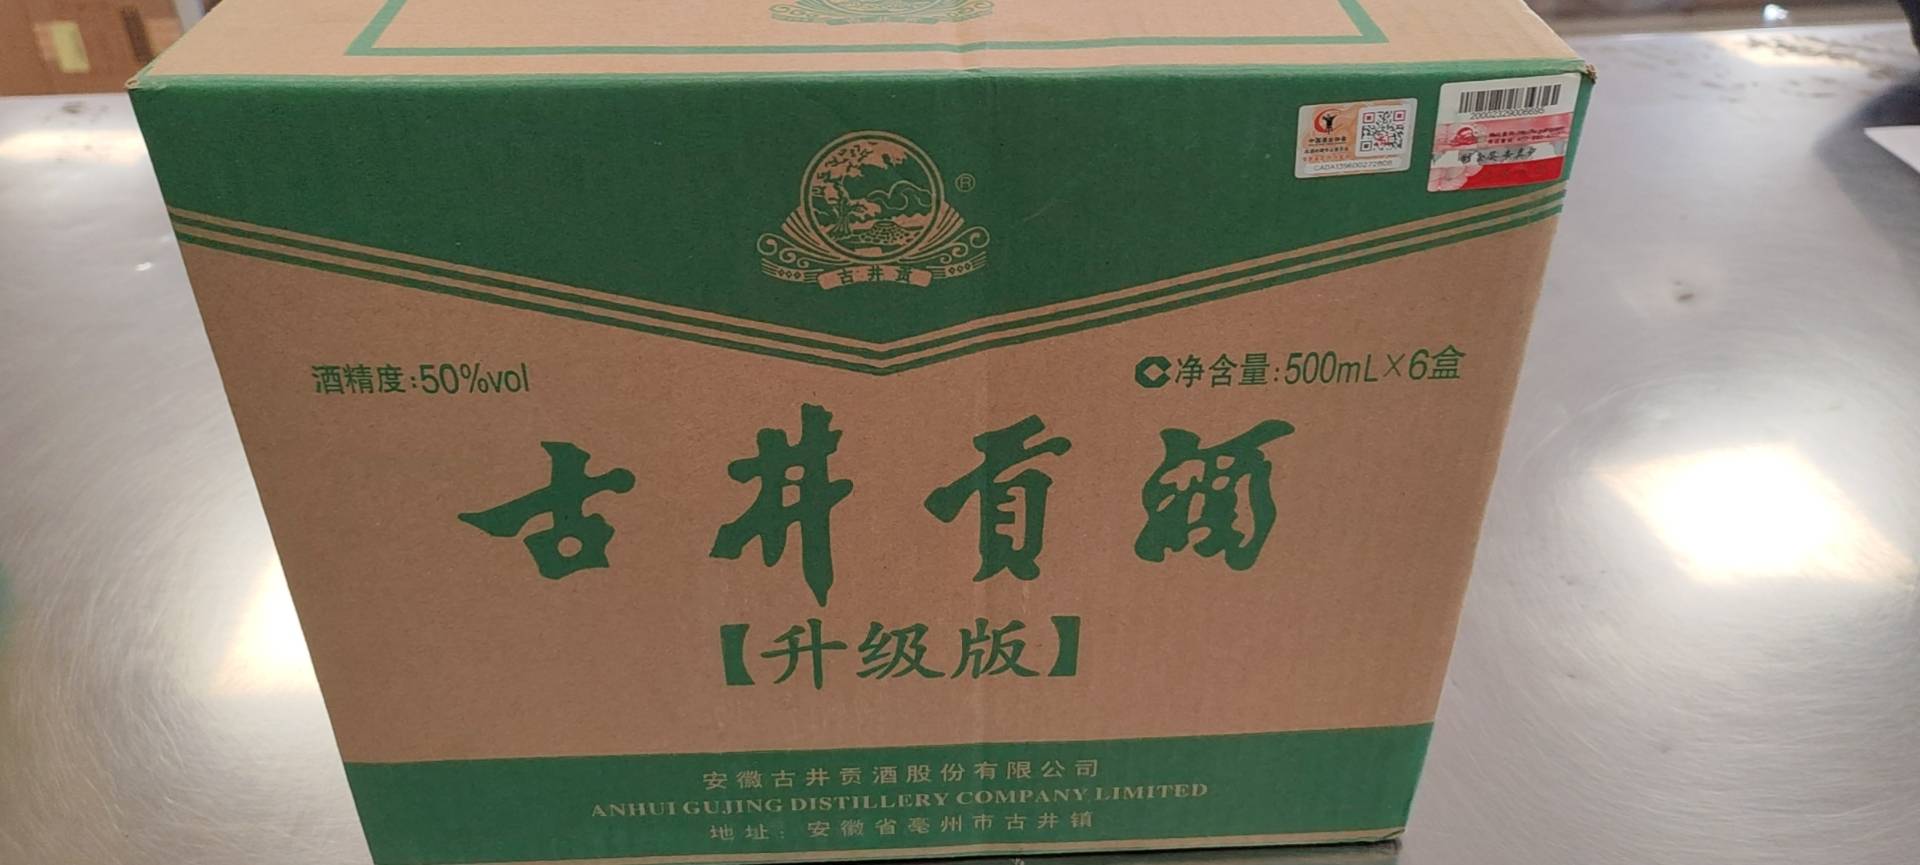 20002329006695
CADA1396002728DB
®
古井贡
酒精度:50%vol
净含量:500mL×6盒
古井贡酒
【升级版】
安徽古井贡酒股份有限公司
ANHUI GUJING DISTILLERY COMPANY LIMITED
地址:安徽省亳州市古井镇